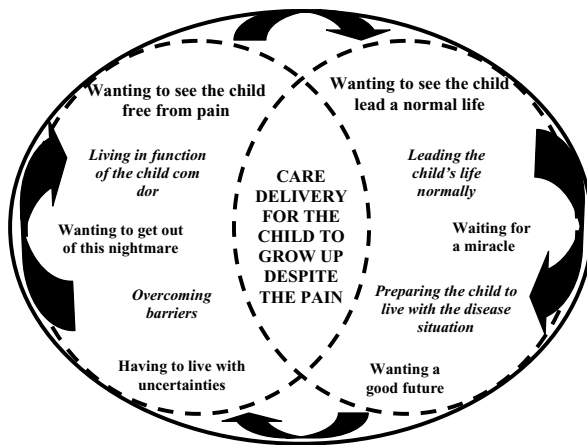 Wanting to see the child
free from pain
Living in function
of the child com
dor
Wanting to get out
of this nightmare
Overcoming
barriers
Having to live with
uncertainties
CARE
DELIVERY
FOR THE
CHILD TO
GROW UP
DESPITE
THE PAIN
Wanting to see the child
lead a normal life
Leading the
child's life
normally
Waiting for
a miracle
Preparing the child to
live with the disease
situation
Wanting a
good future